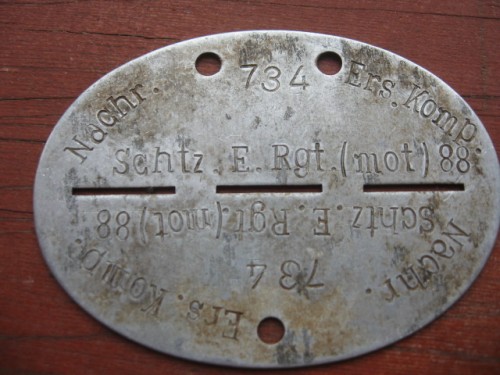 734
Nachr. Ers. Komp.
Schtz. E. Rgt. (mot) 88
Schtz. E. Rgt. (mot) 88
Nachr. Ers. Komp.
734